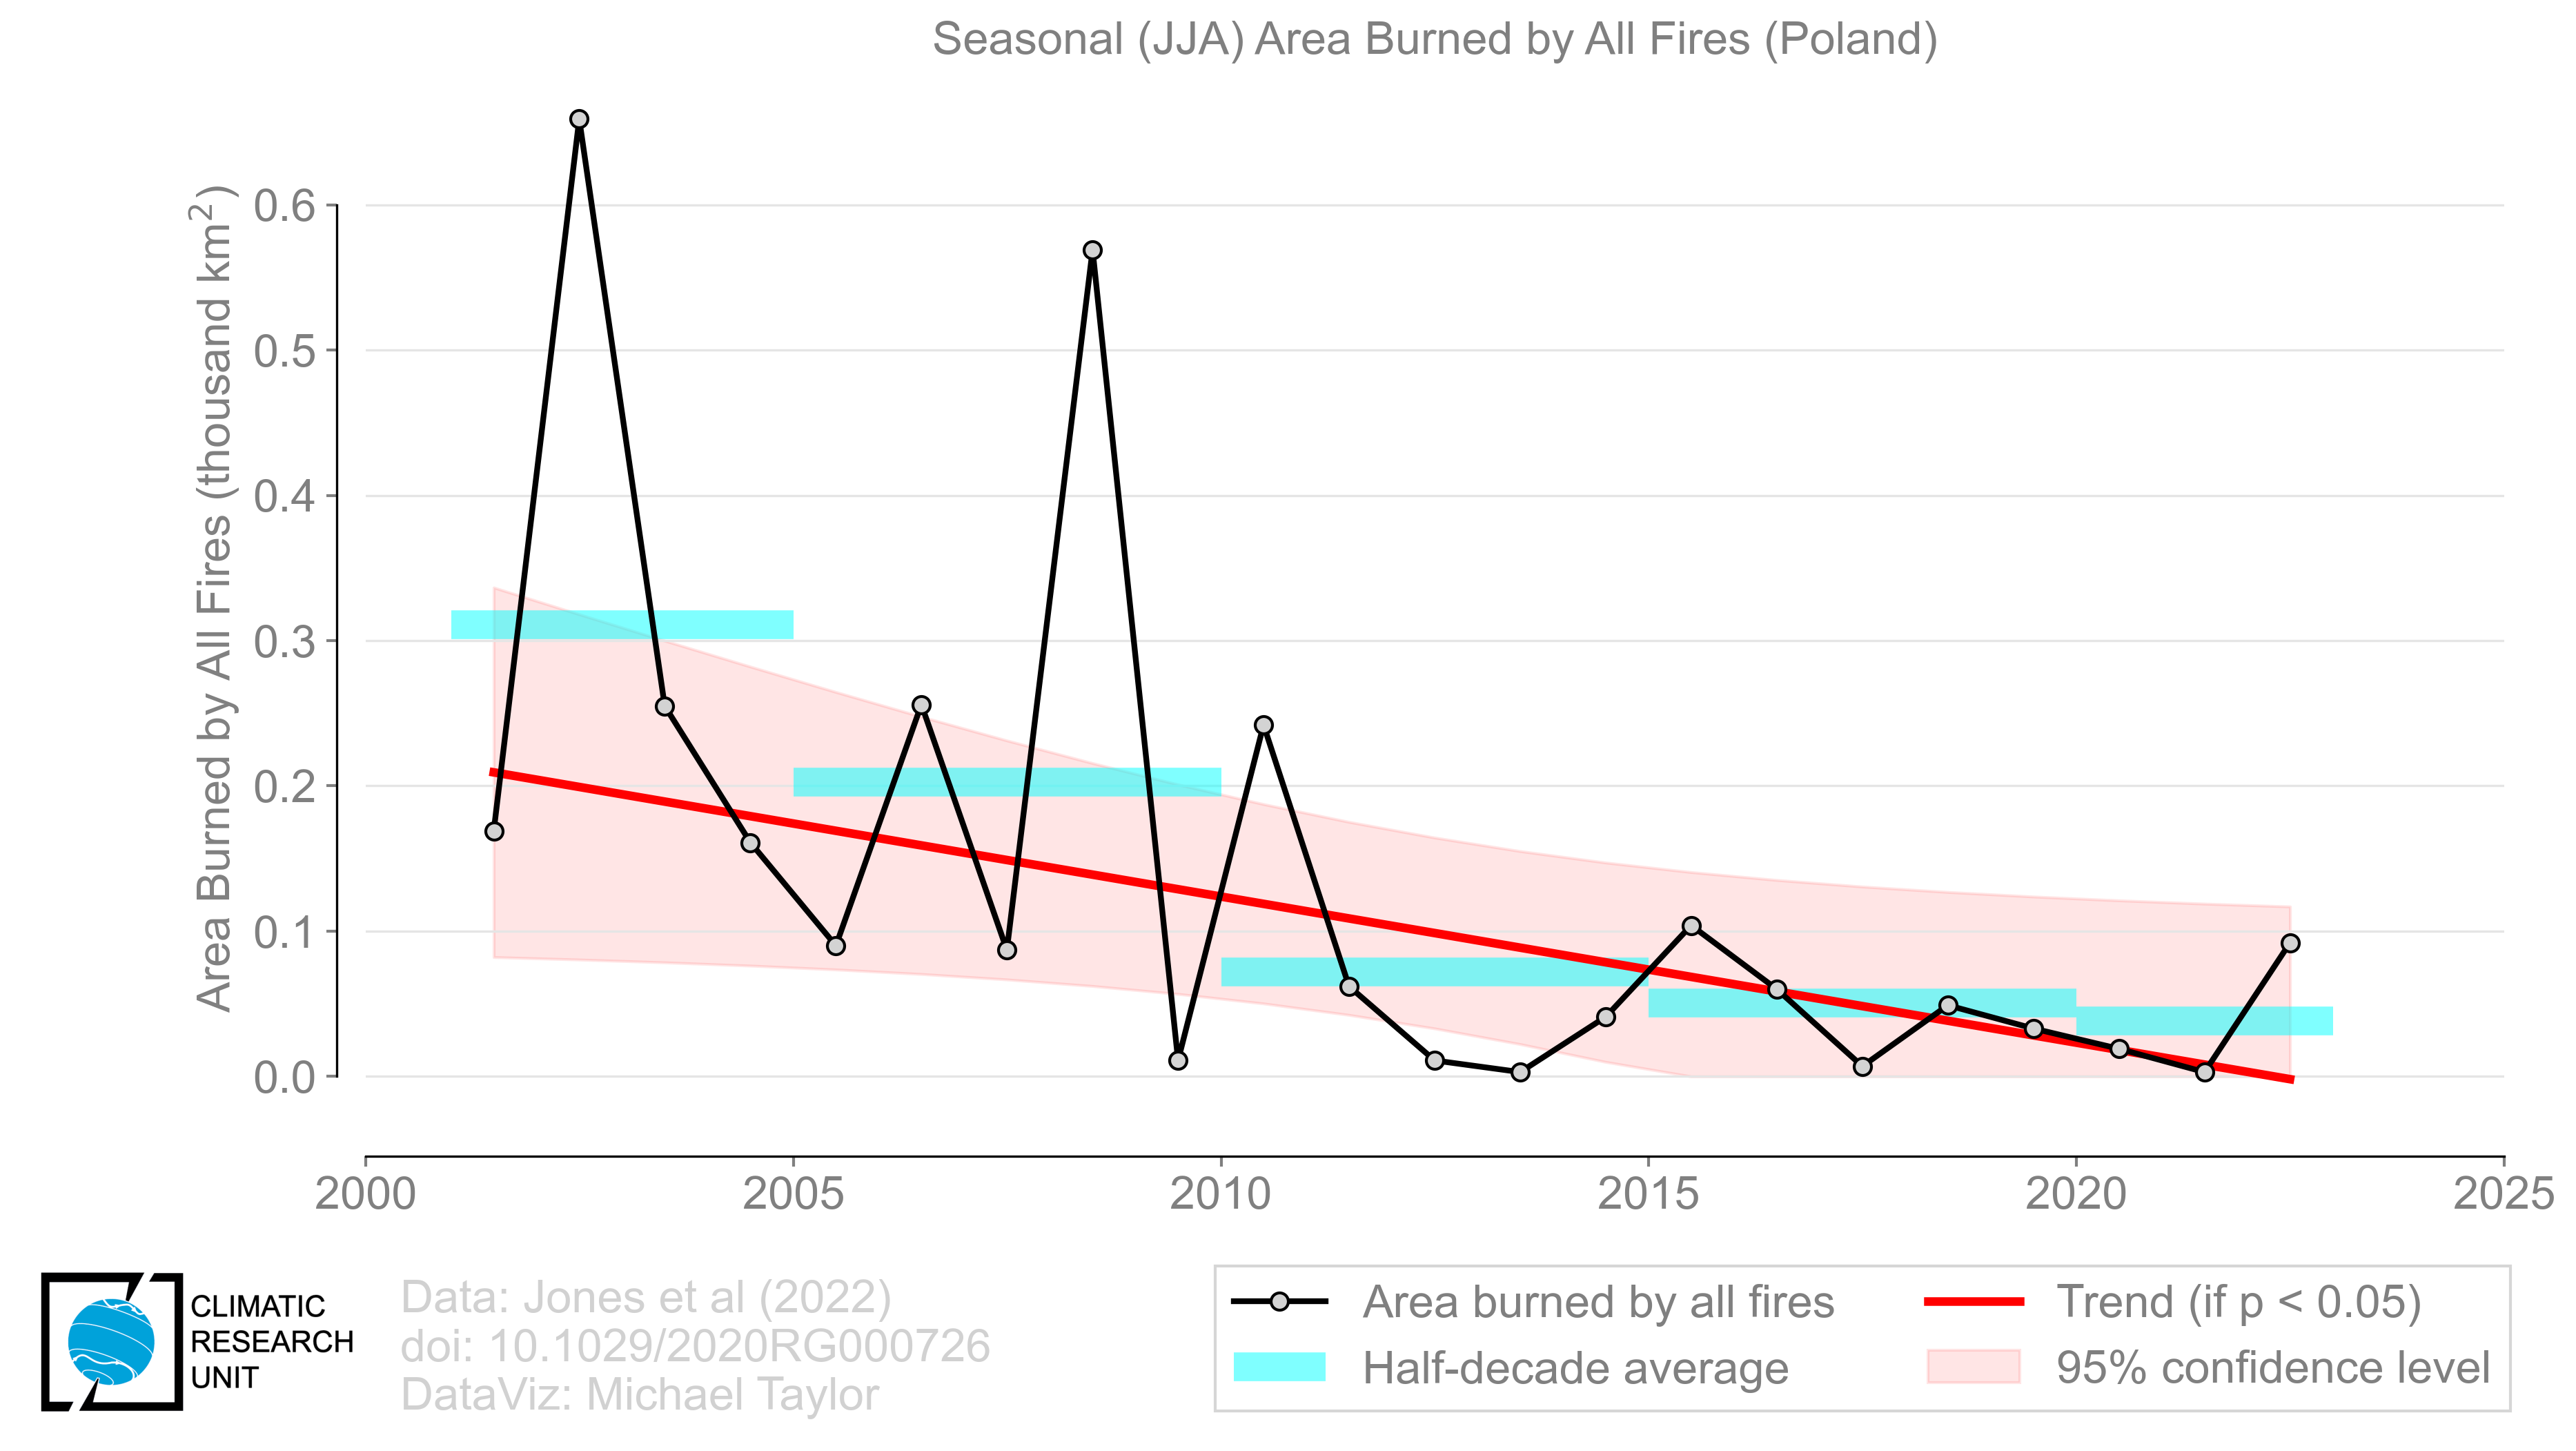 Seasonal (JJA) Area Burned by All Fires (Poland)
Area Burned by All Fires (thousand km²)
0.6
0.5
0.4
0.3
0.2
0.1
0.0
2000
2005
2010
2015
2020
2025
CLIMATIC
RESEARCH
UNIT
Data: Jones et al (2022)
doi: 10.1029/2020RG000726
DataViz: Michael Taylor
Area burned by all fires
Half-decade average
Trend (if p < 0.05)
95% confidence level